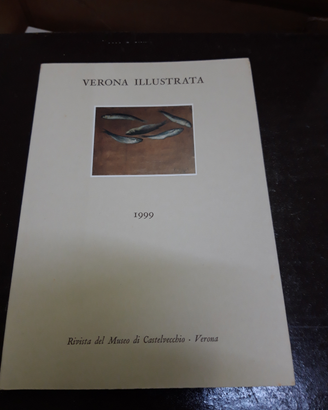 VERONA ILLUSTRATA
1999
Rivista del Museo di Castelvecchio - Verona